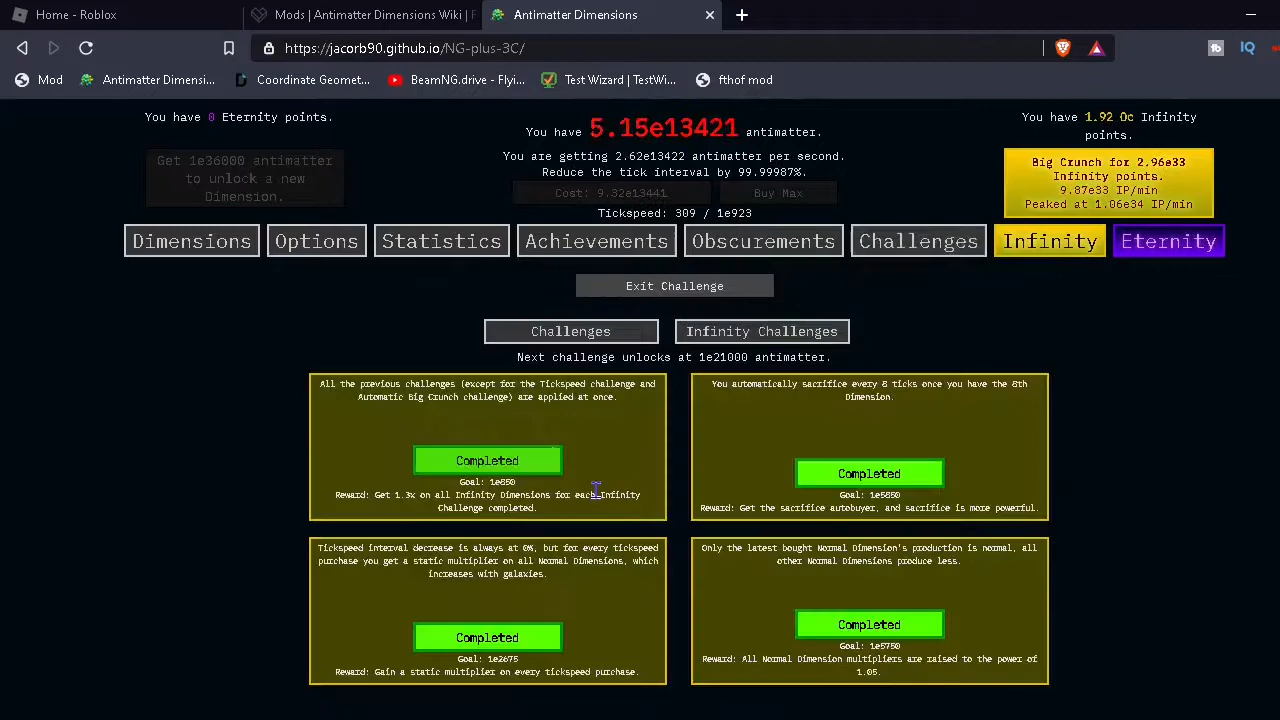 Home - Roblox
Mods | Antimatter Dimensions Wiki | F
Antimatter Dimensions
https://jacorb90.github.io/NG-plus-3C/
Mod
Antimatter Dimensi...
Coordinate Geomet...
BeamNG.drive - Flyi...
Test Wizard | TestWi...
fthof mod
You have 0 Eternity points.
You have 5.15e13421 antimatter.
You have 1.92 Oc Infinity
points.
You are getting 2.62e13422 antimatter per second.
Reduce the tick interval by 99.99987%.
Get 1e36000 antimatter
to unlock a new
Dimension.
Cost: 9.32e13441
Buy Max
Big Crunch for 2.96e33
Infinity points.
9.87e33 IP/min
Peaked at 1.06e34 IP/min
Tickspeed: 309 / 1e923
Dimensions
Options
Statistics
Achievements
Obscurements
Challenges
Infinity
Eternity
Exit Challenge
Challenges
Infinity Challenges
Next challenge unlocks at 1e21000 antimatter.
All the previous challenges (except for the Tickspeed challenge and
Automatic Big Crunch challenge) are applied at once.
Completed
Goal: 1e850
Reward: Get 1.3x on all Infinity Dimensions for each Infinity
Challenge completed.
You automatically sacrifice every 8 ticks once you have the 8th
Dimension.
Completed
Goal: 1e5850
Reward: Get the sacrifice autobuyer, and sacrifice is more powerful.
Tickspeed interval decrease is always at 0%, but for every tickspeed
purchase you get a static multiplier on all Normal Dimensions, which
increases with galaxies.
Completed
Goal: 1e2675
Reward: Gain a static multiplier on every tickspeed purchase.
Only the latest bought Normal Dimension's production is normal, all
other Normal Dimensions produce less.
Completed
Goal: 1e5750
Reward: All Normal Dimension multipliers are raised to the power of
1.05.